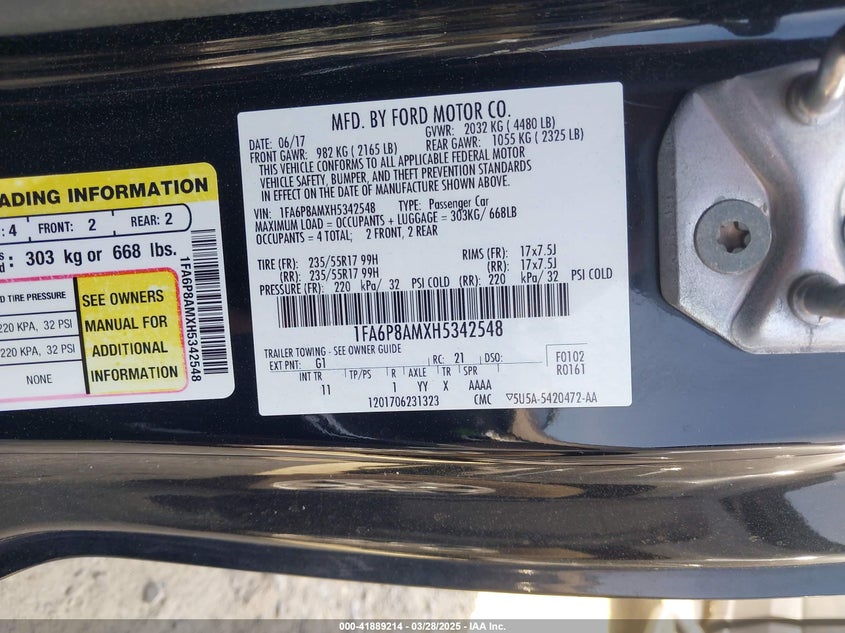 MFD. BY FORD MOTOR CO.
DATE: 06/17 GVWR: 2032 KG ( 4480 LB)
FRONT GAWR: 982 KG ( 2165 LB) REAR GAWR: 1055 KG ( 2325 LB)
THIS VEHICLE CONFORMS TO ALL APPLICABLE FEDERAL MOTOR
VEHICLE SAFETY, BUMPER, AND THEFT PREVENTION STANDARDS
IN EFFECT ON THE DATE OF MANUFACTURE SHOWN ABOVE.
VIN: 1FA6P8AMXH5342548 TYPE: Passenger Car
MAXIMUM LOAD = OCCUPANTS + LUGGAGE = 303KG/ 668LB
OCCUPANTS = 4 TOTAL; 2 FRONT, 2 REAR
TIRE (FR): 235/55R17 99H RIMS (FR): 17x7.5J
(RR): 235/55R17 99H (RR): 17x7.5J
PRESSURE (FR): 220 kPa/ 32 PSI COLD (RR): 220 kPa/ 32 PSI COLD
1FA6P8AMXH5342548
TRAILER TOWING - SEE OWNER GUIDE
EXT PNT: G1 RC: 21 DSO: F0102
INT TR TP/PS R AXLE TR SPR R0161
11 1 YY X AAAA
1201706231323 CMC ▽5U5A-5420472-AA
ADING INFORMATION
: 4 FRONT: 2 REAR: 2
: 303 kg or 668 lbs.
D TIRE PRESSURE
220 KPA, 32 PSI
220 KPA, 32 PSI
NONE
SEE OWNERS
MANUAL FOR
ADDITIONAL
INFORMATION
1FA6P8AMXH5342548
000-41889214 - 03/28/2025 - IAA Inc.